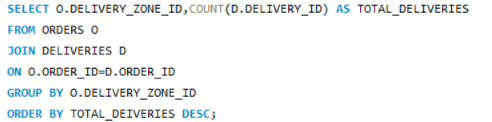 SELECT O.DELIVERY_ZONE_ID,COUNT(D.DELIVERY_ID) AS TOTAL_DELIVERIES
FROM ORDERS O
JOIN DELIVERIES D
ON O.ORDER_ID=D.ORDER_ID
GROUP BY O.DELIVERY_ZONE_ID
ORDER BY TOTAL_DEIVERIES DESC;